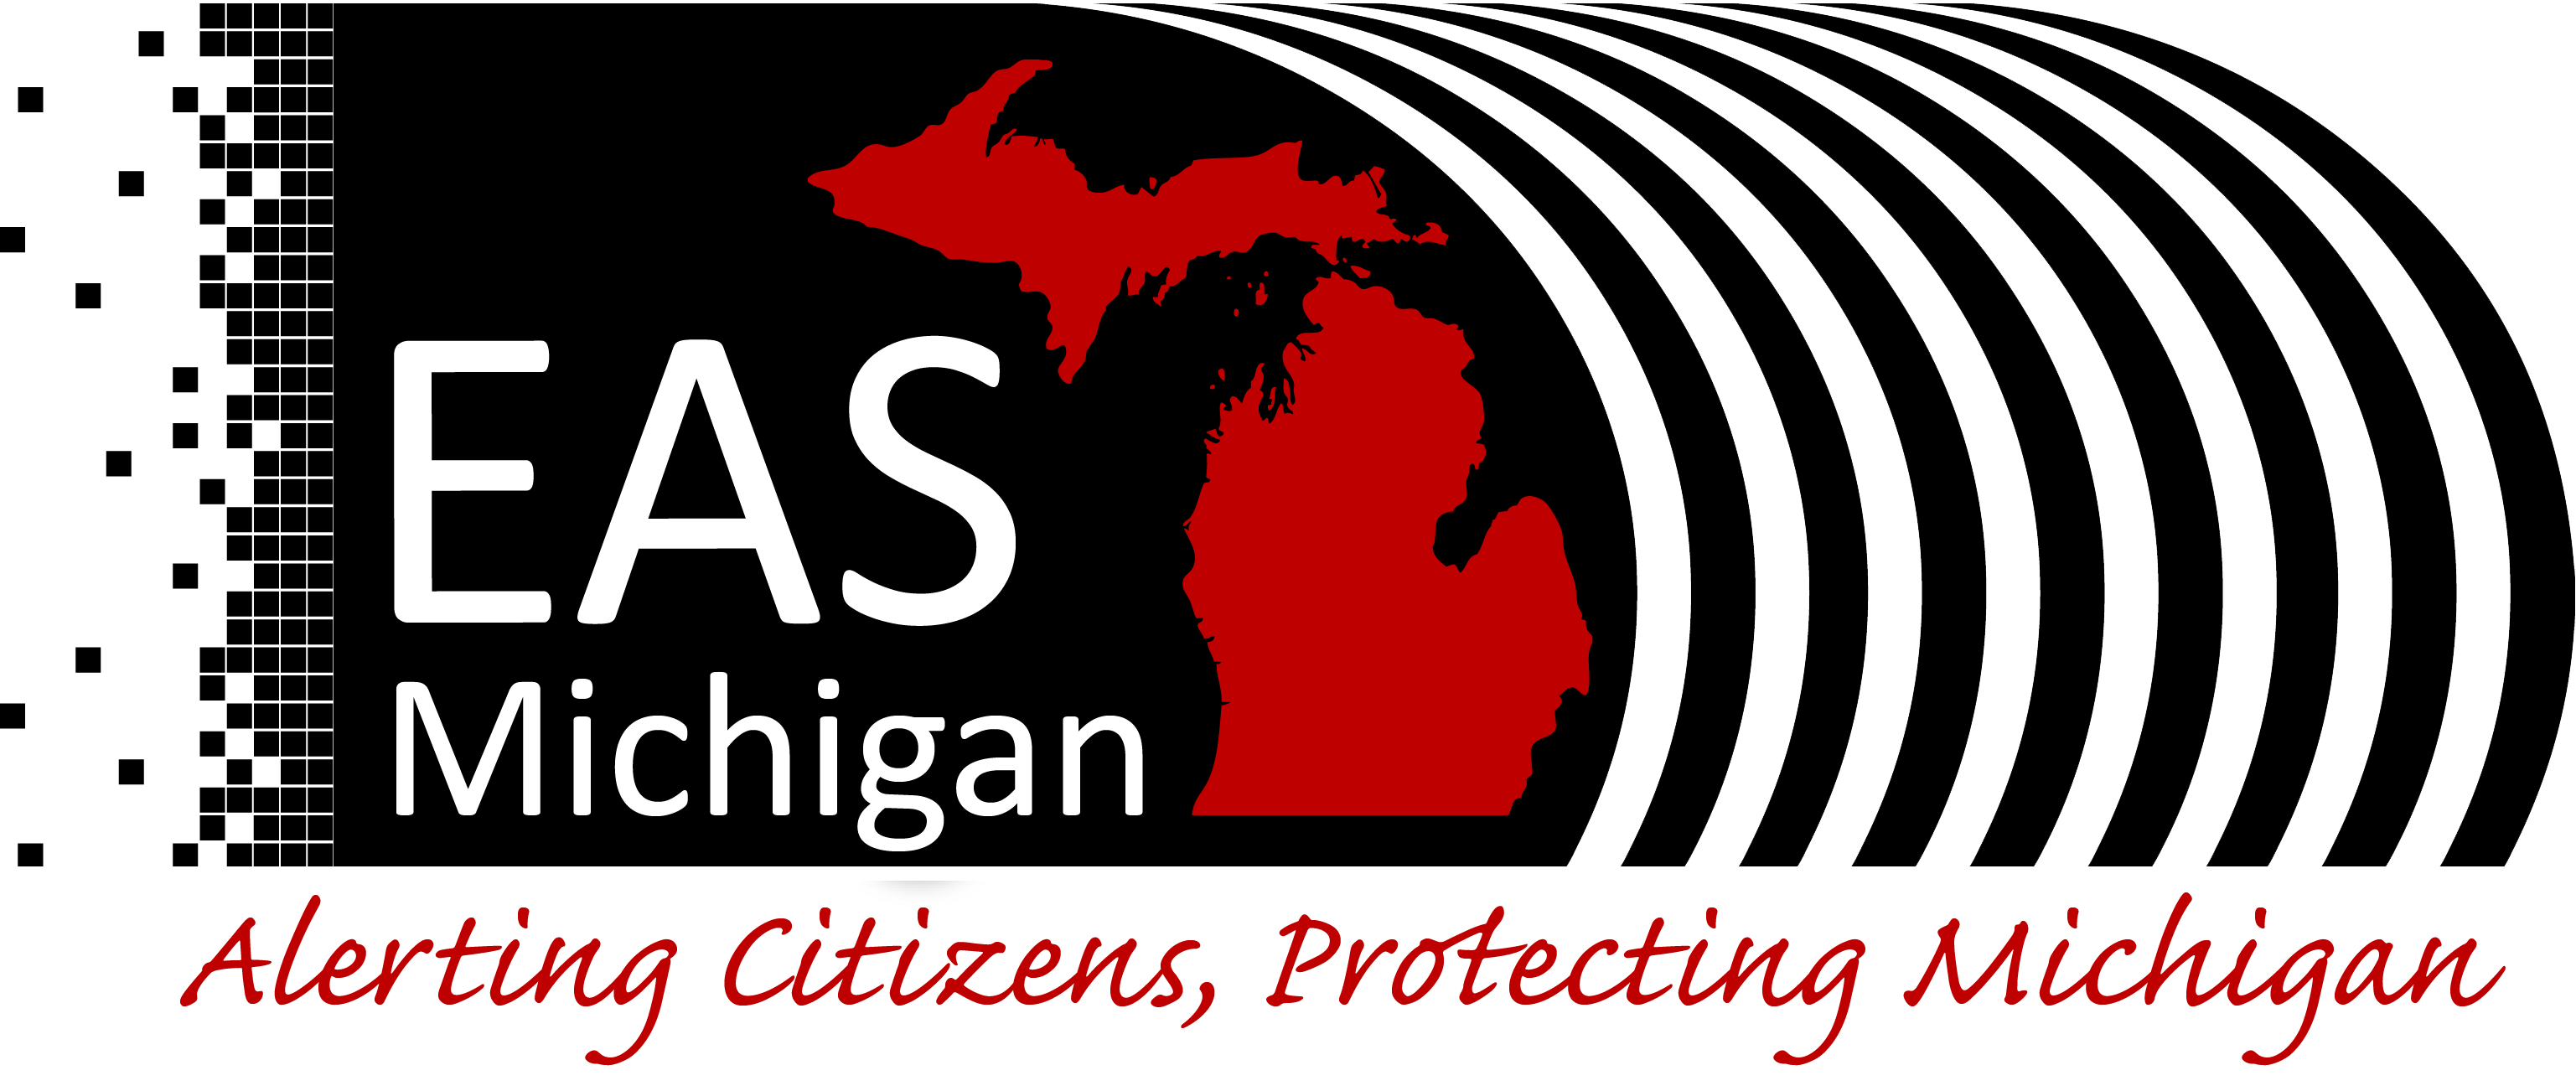 EAS
Michigan
Alerting Citizens, Protecting Michigan